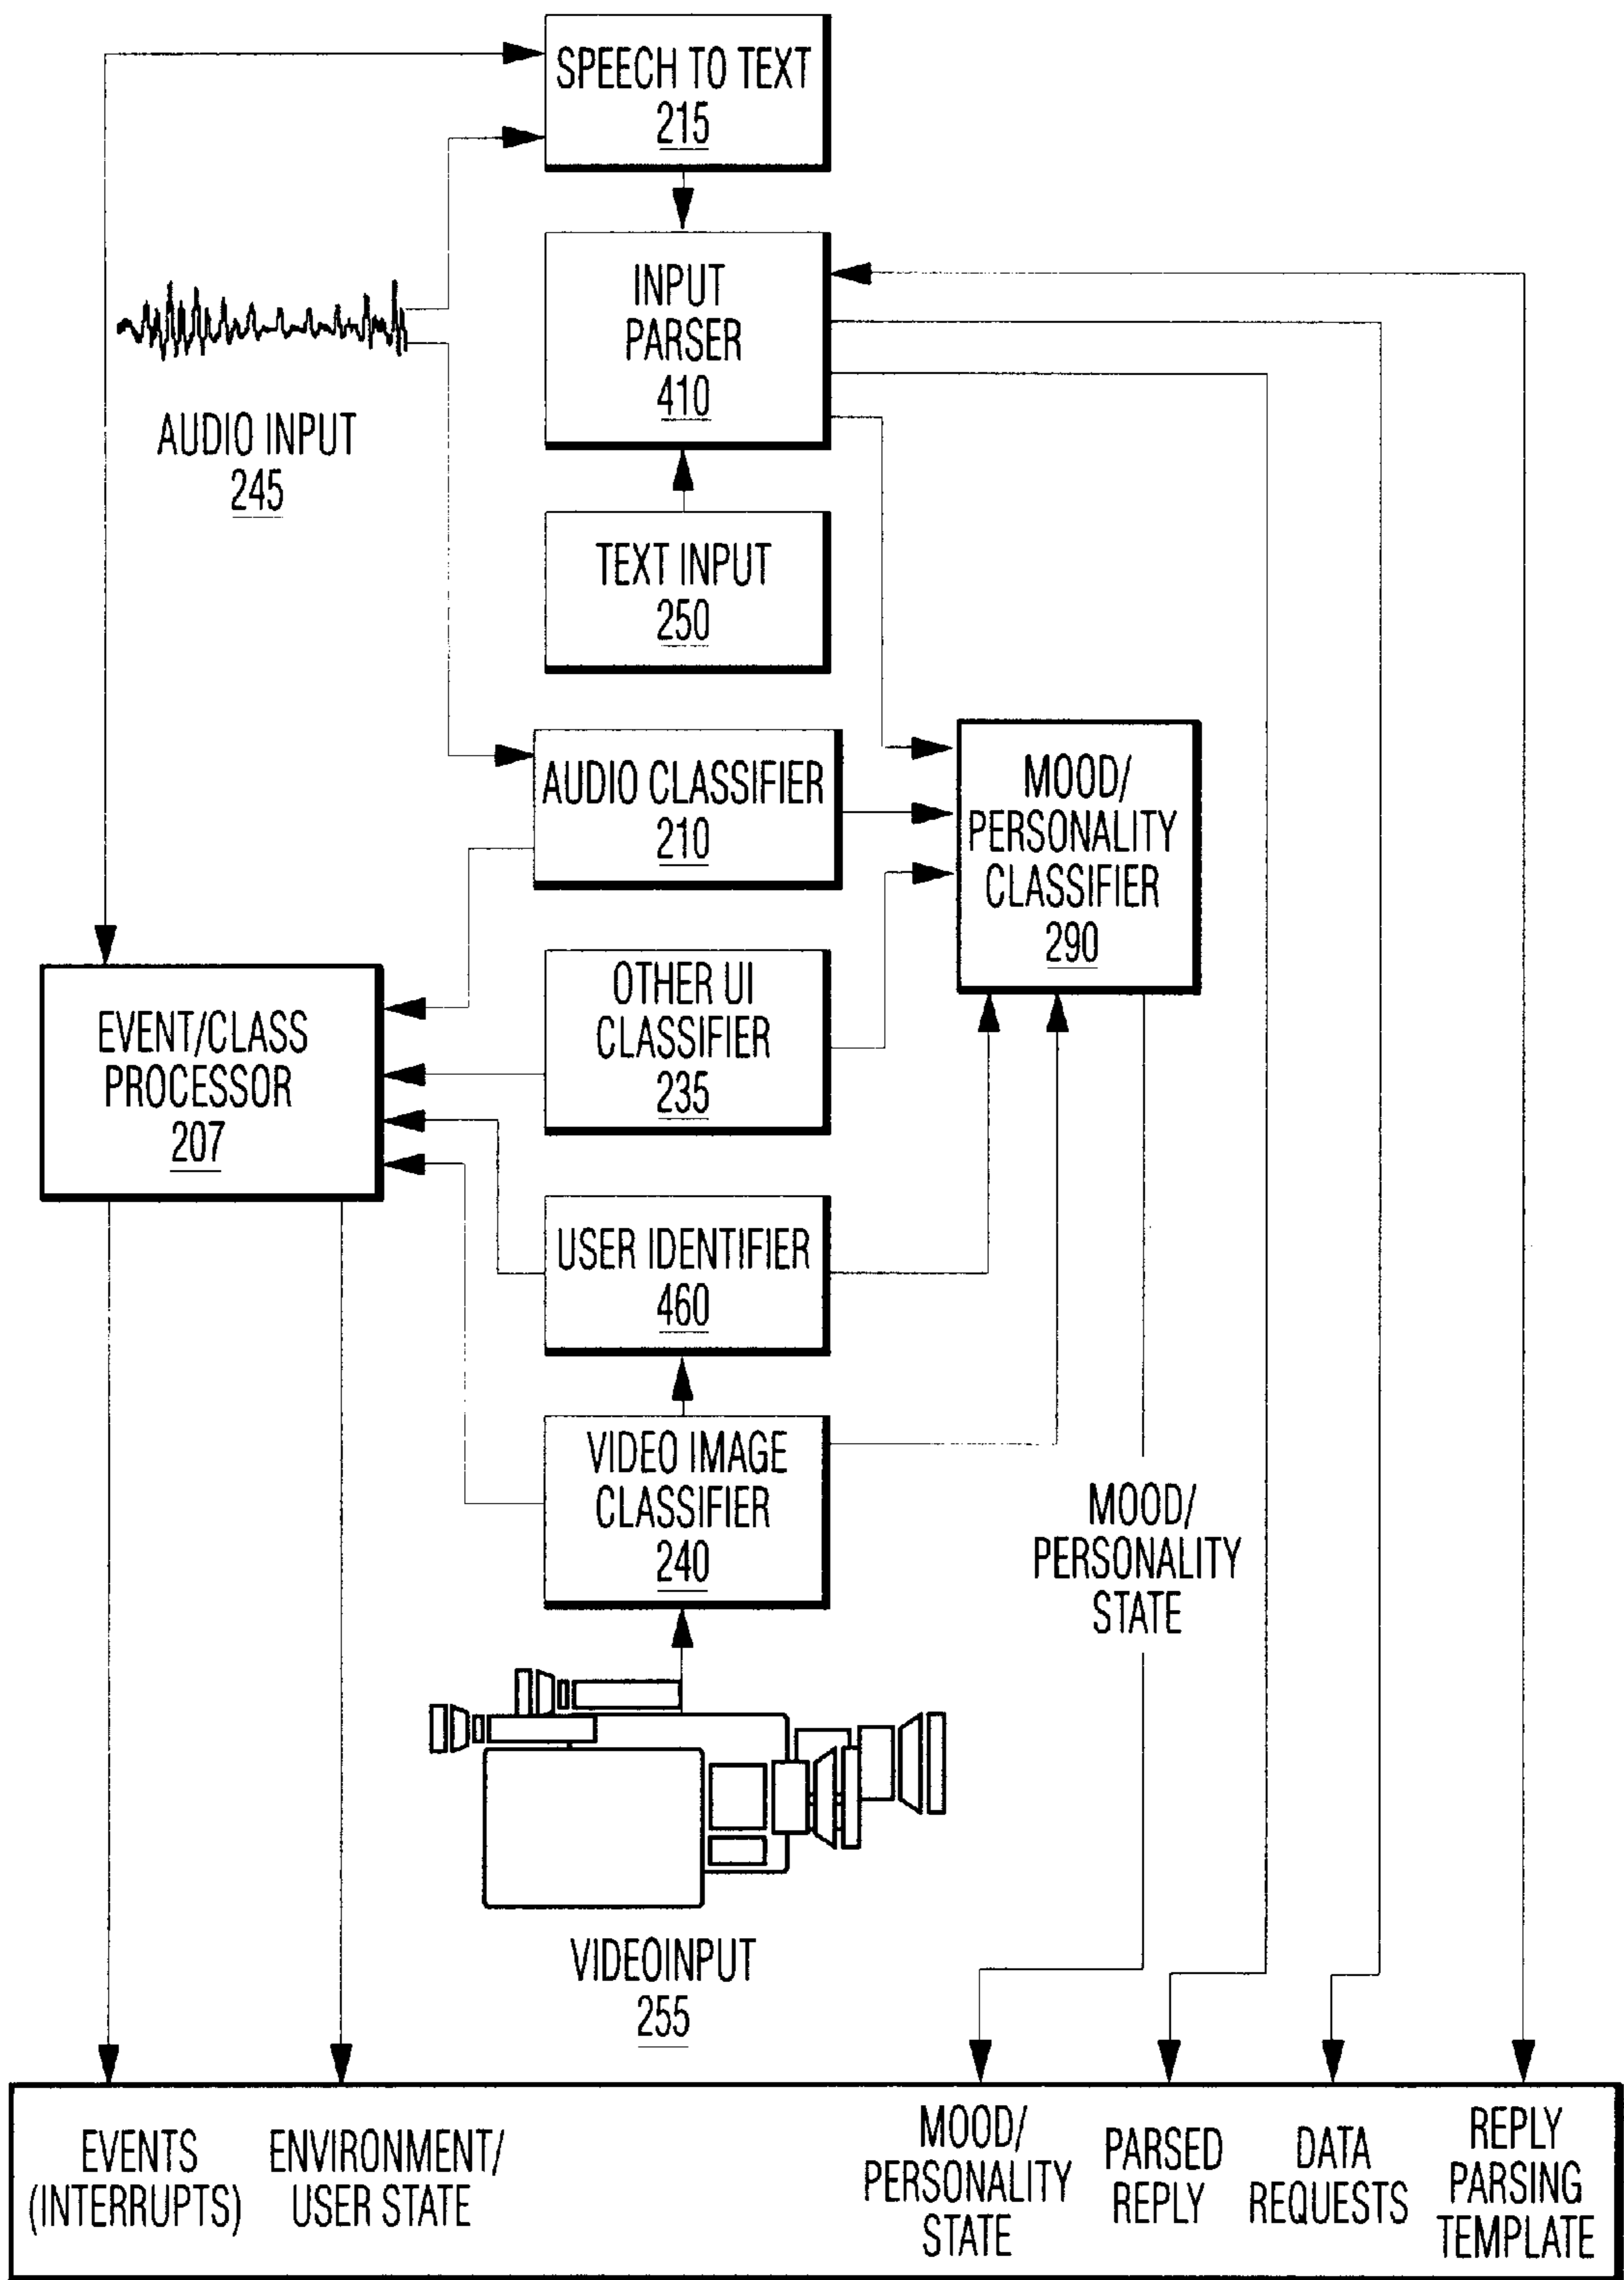 SPEECH TO TEXT
215
INPUT
PARSER
410
AUDIO INPUT
245
TEXT INPUT
250
AUDIO CLASSIFIER
210
MOOD/
PERSONALITY
CLASSIFIER
290
OTHER UI
CLASSIFIER
235
EVENT/CLASS
PROCESSOR
207
USER IDENTIFIER
460
VIDEO IMAGE
CLASSIFIER
240
MOOD/
PERSONALITY
STATE
VIDEOINPUT
255
EVENTS
(INTERRUPTS)
ENVIRONMENT/
USER STATE
MOOD/
PERSONALITY
STATE
PARSED
REPLY
DATA
REQUESTS
REPLY
PARSING
TEMPLATE